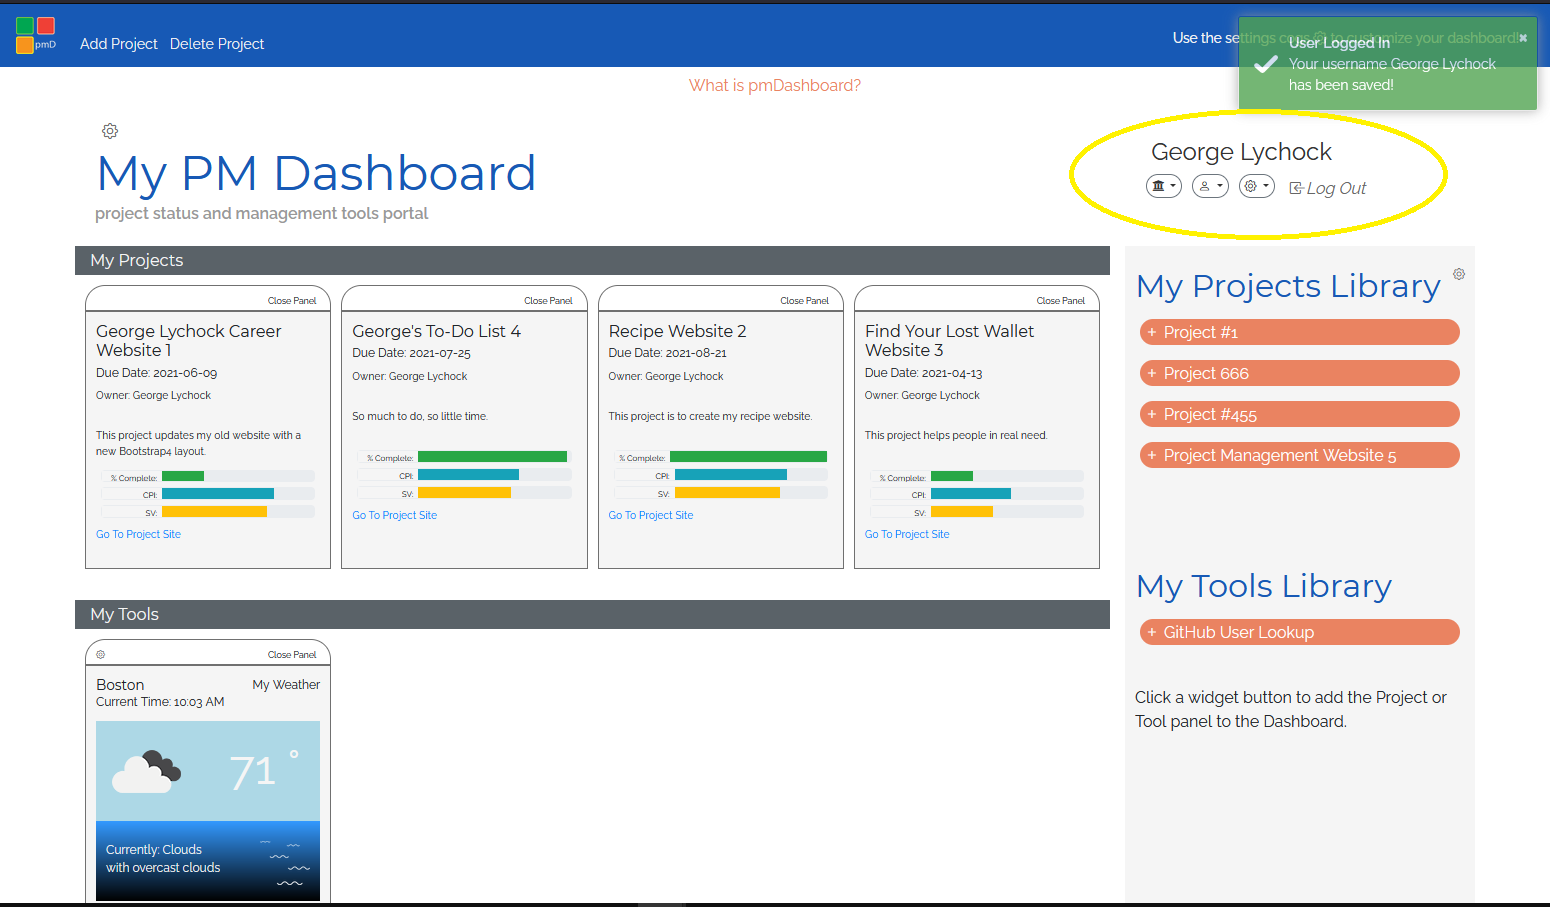 pmD
Add Project Delete Project
Use the settings cogs to customize your dashboard!
User Logged In
Your username George Lychock
has been saved!
What is pmDashboard?
My PM Dashboard
project status and management tools portal
George Lychock
Log Out
My Projects
Close Panel
George Lychock Career
Website 1
Due Date: 2021-06-09
Owner: George Lychock
This project updates my old website with a
new Bootstrap4 layout.
% Complete:
CPI:
SV:
Go To Project Site
Close Panel
George's To-Do List 4
Due Date: 2021-07-25
Owner: George Lychock
So much to do, so little time.
% Complete:
CPI:
SV:
Go To Project Site
Close Panel
Recipe Website 2
Due Date: 2021-08-21
Owner: George Lychock
This project is to create my recipe website.
% Complete:
CPI:
SV:
Go To Project Site
Close Panel
Find Your Lost Wallet
Website 3
Due Date: 2021-04-13
Owner: George Lychock
This project helps people in real need.
% Complete:
CPI:
SV:
Go To Project Site
My Projects Library
+ Project #1
+ Project 666
+ Project #455
+ Project Management Website 5
My Tools Library
+ GitHub User Lookup
Click a widget button to add the Project or
Tool panel to the Dashboard.
My Tools
Close Panel
Boston
My Weather
Current Time: 10:03 AM
71 °
Currently: Clouds
with overcast clouds